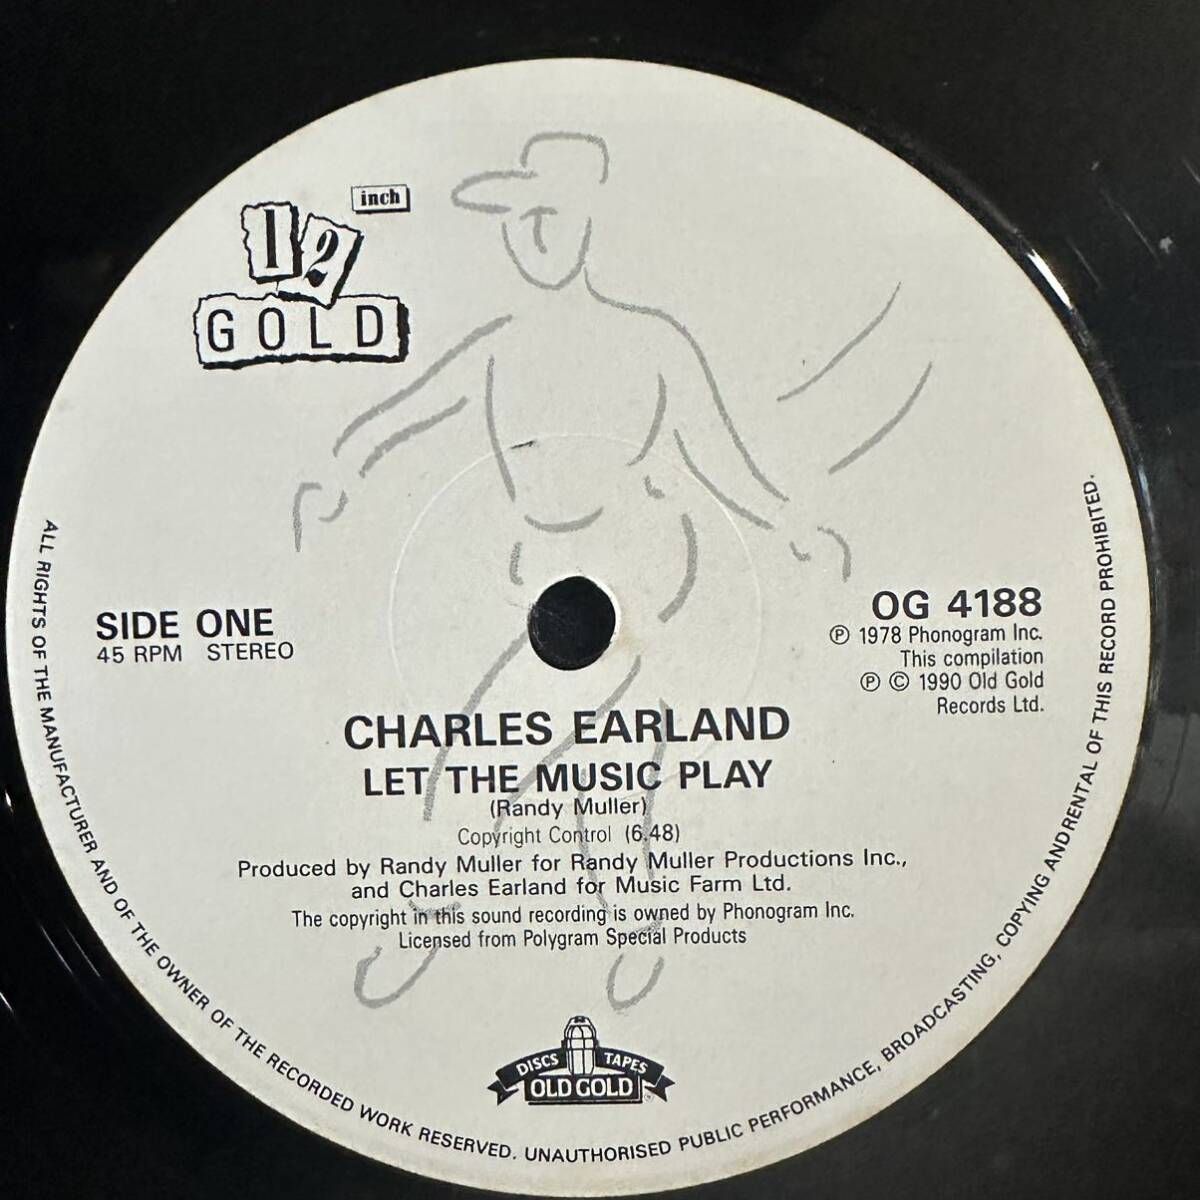 12 inch
GOLD
SIDE ONE
45 RPM STEREO
OG 4188
℗ 1978 Phonogram Inc.
This compilation
℗ © 1990 Old Gold
Records Ltd.
CHARLES EARLAND
LET THE MUSIC PLAY
(Randy Muller)
Copyright Control (6.48)
Produced by Randy Muller for Randy Muller Productions Inc.,
and Charles Earland for Music Farm Ltd.
The copyright in this sound recording is owned by Phonogram Inc.
Licensed from Polygram Special Products
DISCS TAPES
OLD GOLD
ALL RIGHTS OF THE MANUFACTURER AND OF THE OWNER OF THE RECORDED WORK RESERVED. UNAUTHORISED PUBLIC PERFORMANCE, BROADCASTING, COPYING AND RENTAL OF THIS RECORD PROHIBITED.